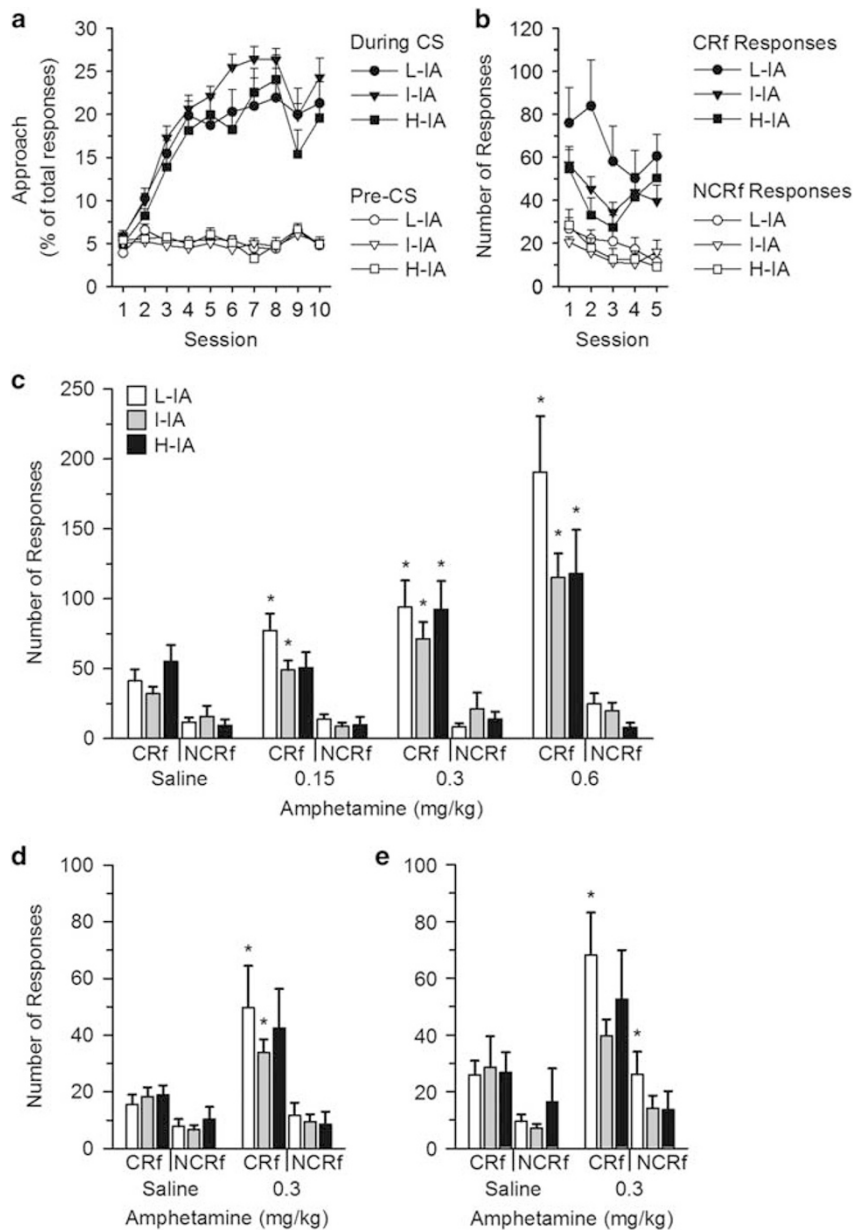 a
30
25
20
15
10
5
0
Approach
(% of total responses)
1 2 3 4 5 6 7 8 9 10
Session
During CS
L-IA
I-IA
H-IA
Pre-CS
L-IA
I-IA
H-IA
b
120
100
80
60
40
20
0
Number of Responses
1 2 3 4 5
Session
CRf Responses
L-IA
I-IA
H-IA
NCRf Responses
L-IA
I-IA
H-IA
c
250
200
150
100
50
0
Number of Responses
L-IA
I-IA
H-IA
* * * * * * * *
CRf NCRf CRf NCRf CRf NCRf CRf NCRf
Saline 0.15 0.3 0.6
Amphetamine (mg/kg)
d
100
80
60
40
20
0
Number of Responses
* *
CRf NCRf CRf NCRf
Saline 0.3
Amphetamine (mg/kg)
e
100
80
60
40
20
0
* *
CRf NCRf CRf NCRf
Saline 0.3
Amphetamine (mg/kg)